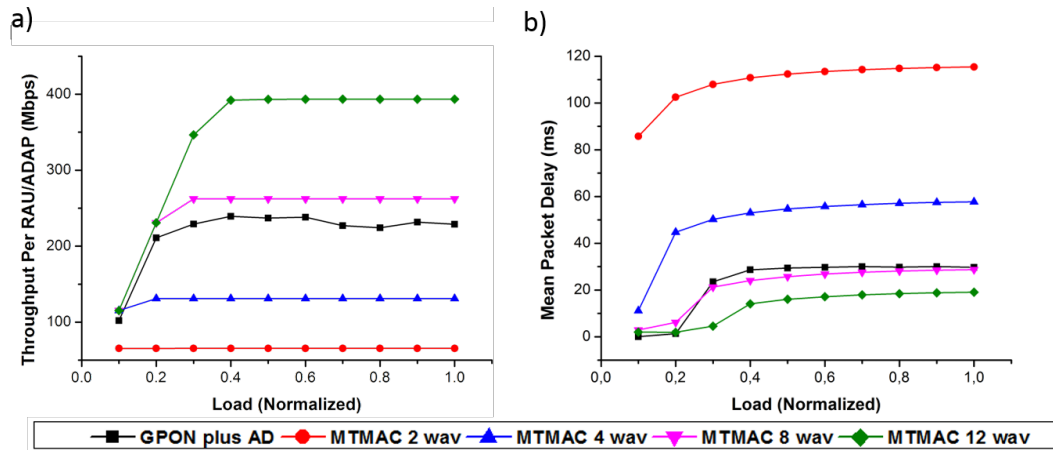 a)
Throughput Per RAU/ADAP (Mbps)
400
300
200
100
0.0 0.2 0.4 0.6 0.8 1.0
Load (Normalized)
b)
Mean Packet Delay (ms)
120
100
80
60
40
20
0
0,0 0,2 0,4 0,6 0,8 1,0
Load (Normalized)
GPON plus AD MTMAC 2 wav MTMAC 4 wav MTMAC 8 wav MTMAC 12 wav